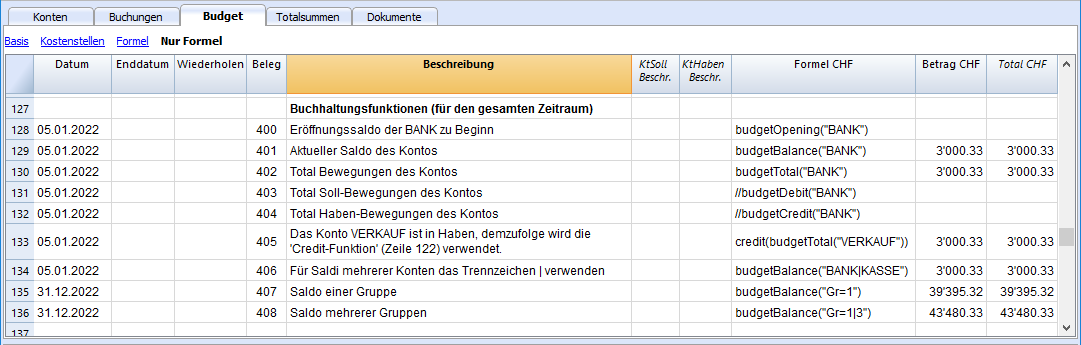 Konten Buchungen Budget Totalsummen Dokumente
Basis Kostenstellen Formel Nur Formel
Datum Enddatum Wiederholen Beleg Beschreibung KtSoll Beschr. KtHaben Beschr. Formel CHF Betrag CHF Total CHF
127 Buchhaltungsfunktionen (für den gesamten Zeitraum)
128 05.01.2022 400 Eröffnungssaldo der BANK zu Beginn budgetOpening("BANK")
129 05.01.2022 401 Aktueller Saldo des Kontos budgetBalance("BANK") 3'000.33 3'000.33
130 05.01.2022 402 Total Bewegungen des Kontos budgetTotal("BANK") 3'000.33 3'000.33
131 05.01.2022 403 Total Soll-Bewegungen des Kontos //budgetDebit("BANK")
132 05.01.2022 404 Total Haben-Bewegungen des Kontos //budgetCredit("BANK")
133 05.01.2022 405 Das Konto VERKAUF ist in Haben, demzufolge wird die
'Credit-Funktion' (Zeile 122) verwendet. credit(budgetTotal("VERKAUF")) 3'000.33 3'000.33
134 05.01.2022 406 Für Saldi mehrerer Konten das Trennzeichen | verwenden budgetBalance("BANK|KASSE") 3'000.33 3'000.33
135 31.12.2022 407 Saldo einer Gruppe budgetBalance("Gr=1") 39'395.32 39'395.32
136 31.12.2022 408 Saldo mehrerer Gruppen budgetBalance("Gr=1|3") 43'480.33 43'480.33
137